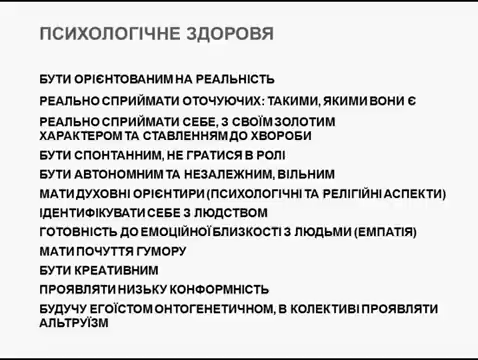 ПСИХОЛОГІЧНЕ ЗДОРОВЯ
БУТИ ОРІЄНТОВАНИМ НА РЕАЛЬНІСТЬ
РЕАЛЬНО СПРИЙМАТИ ОТОЧУЮЧИХ: ТАКИМИ, ЯКИМИ ВОНИ Є
РЕАЛЬНО СПРИЙМАТИ СЕБЕ, З СВОЇМ ЗОЛОТИМ
ХАРАКТЕРОМ ТА СТАВЛЕННЯМ ДО ХВОРОБИ
БУТИ СПОНТАННИМ, НЕ ГРАТИСЯ В РОЛІ
БУТИ АВТОНОМНИМ ТА НЕЗАЛЕЖНИМ, ВІЛЬНИМ
МАТИ ДУХОВНІ ОРІЄНТИРИ (ПСИХОЛОГІЧНІ ТА РЕЛІГІЙНІ АСПЕКТИ)
ІДЕНТИФІКУВАТИ СЕБЕ З ЛЮДСТВОМ
ГОТОВНІСТЬ ДО ЕМОЦІЙНОЇ БЛИЗКОСТІ З ЛЮДЬМИ (ЕМПАТІЯ)
МАТИ ПОЧУТТЯ ГУМОРУ
БУТИ КРЕАТИВНИМ
ПРОЯВЛЯТИ НИЗЬКУ КОНФОРМНІСТЬ
БУДУЧУ ЕГОЇСТОМ ОНТОГЕНЕТИЧНОМ, В КОЛЕКТИВІ ПРОЯВЛЯТИ
АЛЬТРУЇЗМ